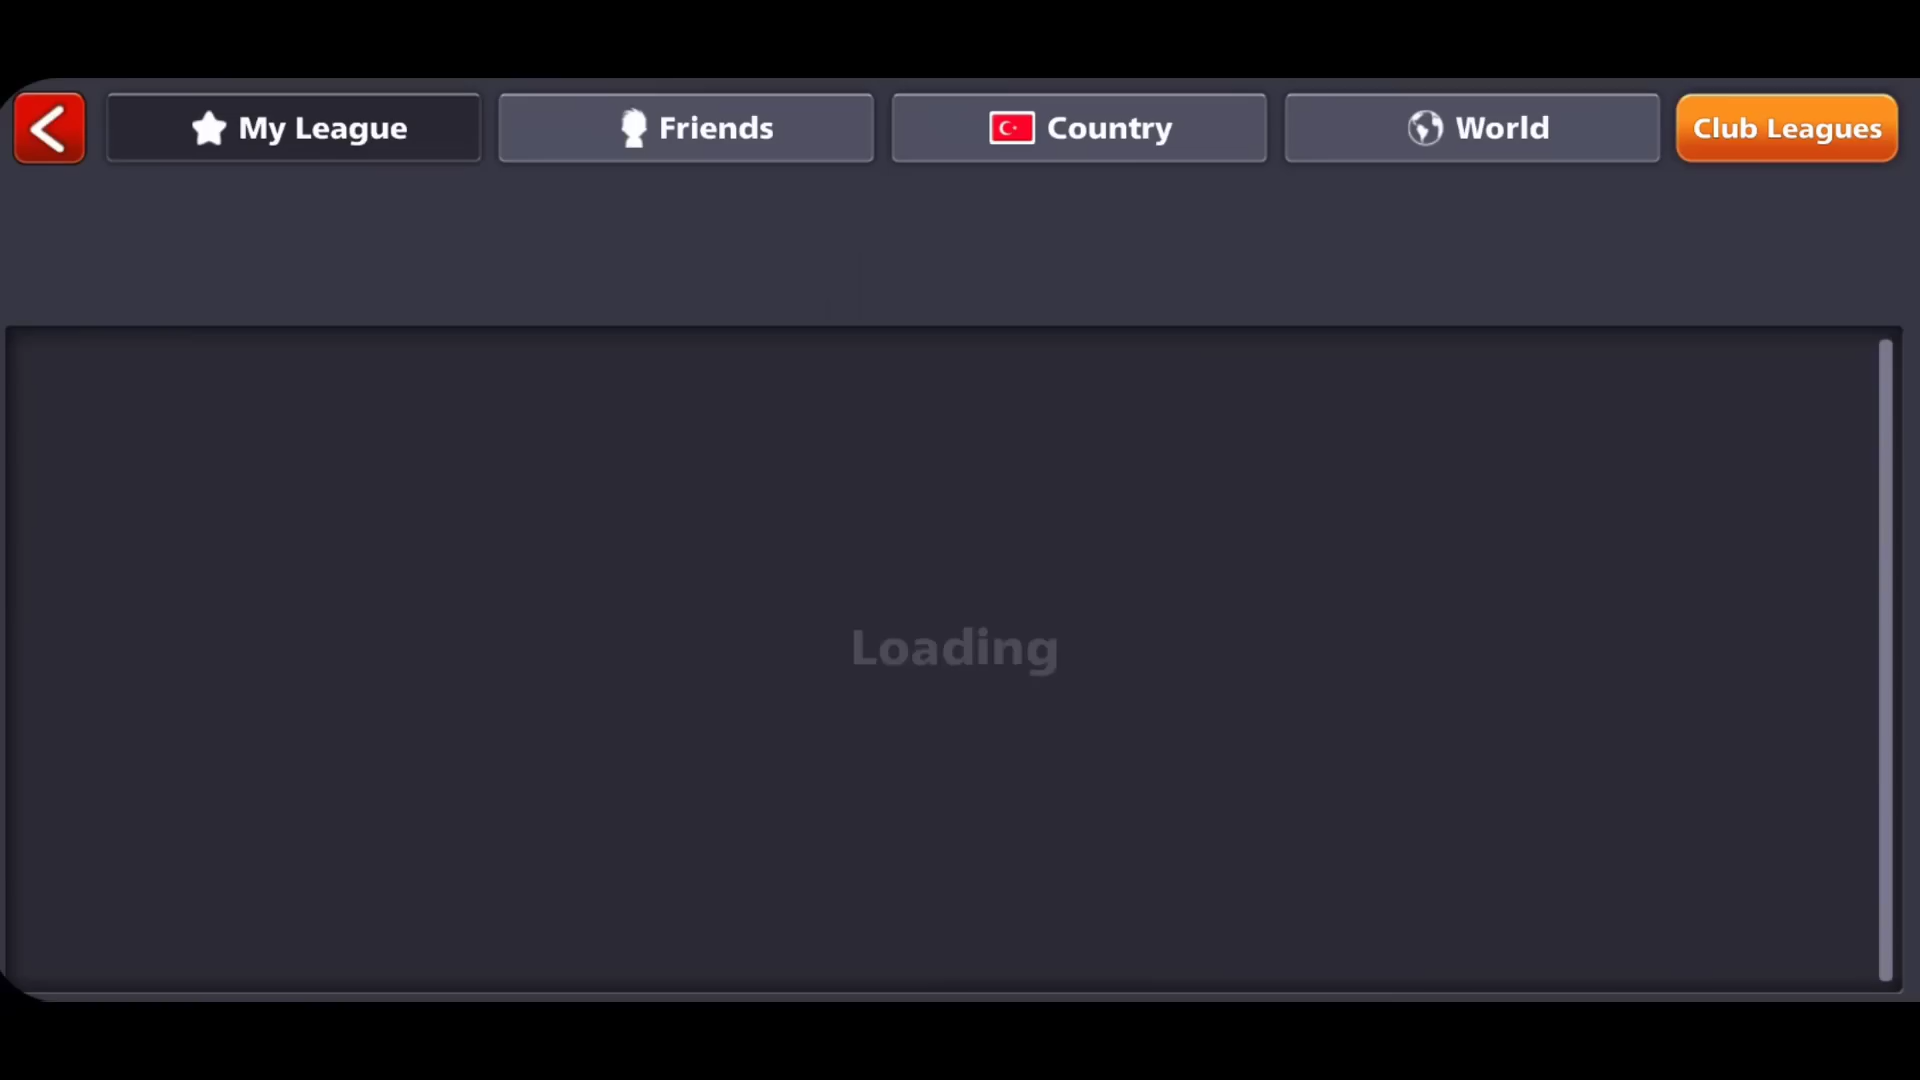 My League
Friends
Country
World
Club Leagues
Loading